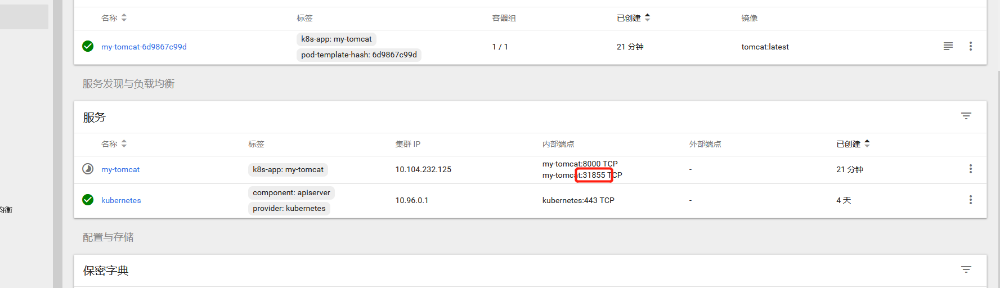 名称 标签 容器组 已创建 镜像
my-tomcat-6d9867c99d k8s-app: my-tomcat 1 / 1 21 分钟 tomcat:latest
pod-template-hash: 6d9867c99d
服务发现与负载均衡
服务
名称 标签 集群 IP 内部端点 外部端点 已创建
my-tomcat k8s-app: my-tomcat 10.104.232.125 my-tomcat:8000 TCP - 21 分钟
my-tomcat:31855 TCP
kubernetes component: apiserver 10.96.0.1 kubernetes:443 TCP - 4 天
provider: kubernetes
均衡
配置与存储
保密字典